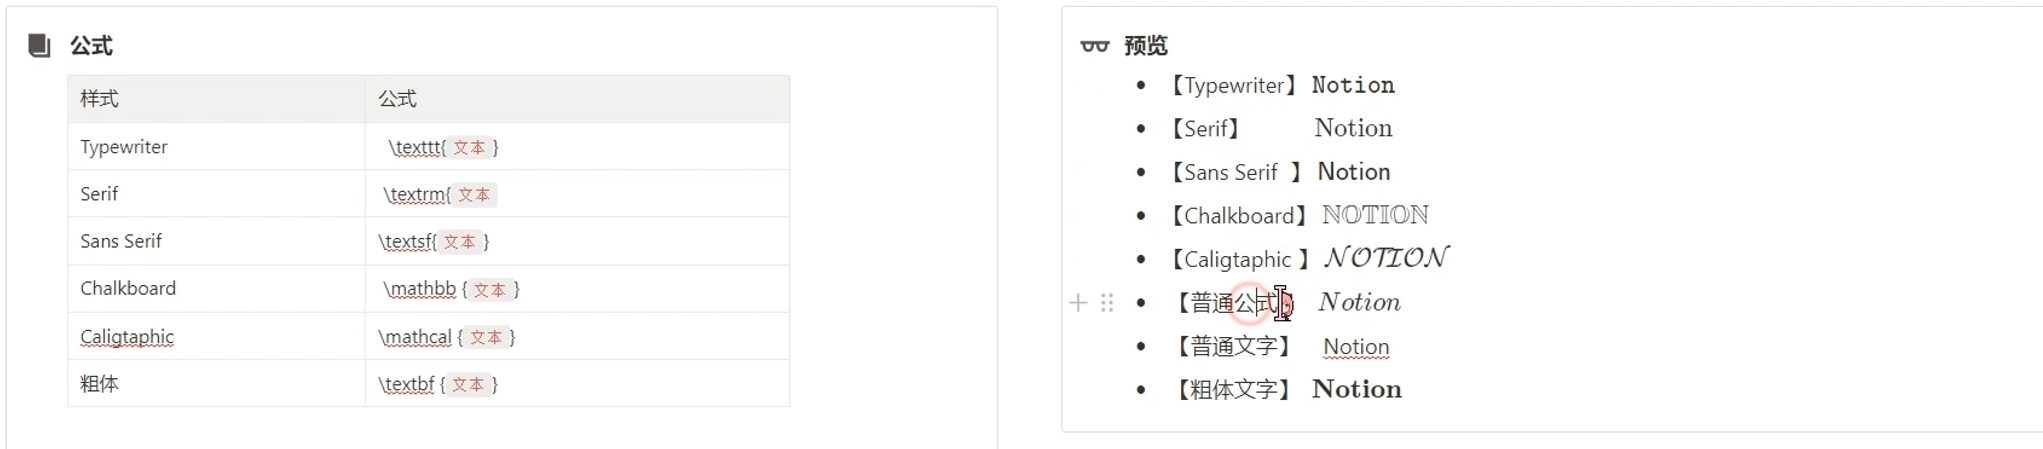 公式
样式 公式
Typewriter \texttt{ 文本 }
Serif \textrm{ 文本
Sans Serif \textsf{ 文本 }
Chalkboard \mathbb { 文本 }
Caligtaphic \mathcal { 文本 }
粗体 \textbf { 文本 }
预览
【Typewriter】 Notion
【Serif】 Notion
【Sans Serif 】 Notion
【Chalkboard】 NOTION
【Caligtaphic 】 NOTION
【普通公式】 Notion
【普通文字】 Notion
【粗体文字】 Notion